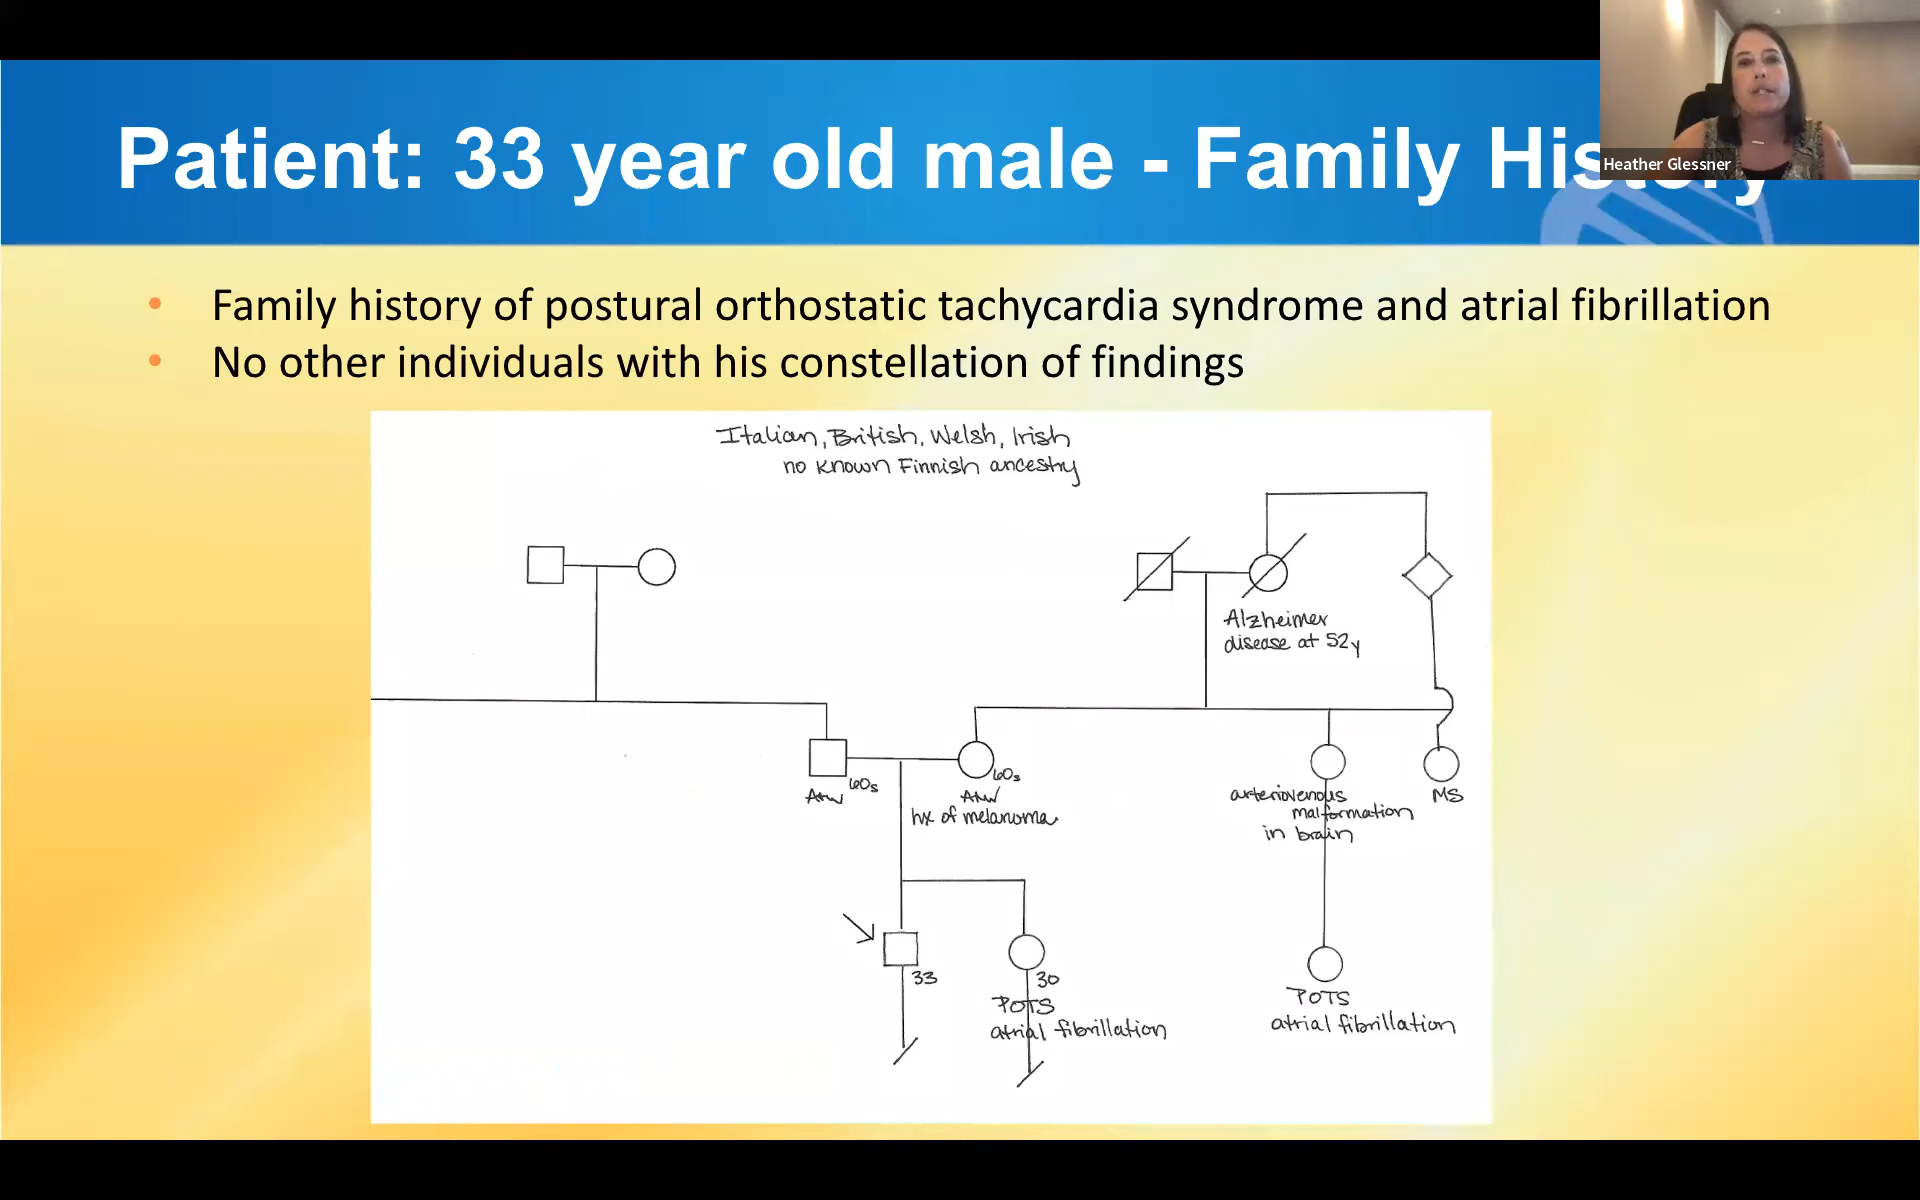 Patient: 33 year old male - Family History
Heather Glessner
• Family history of postural orthostatic tachycardia syndrome and atrial fibrillation
• No other individuals with his constellation of findings
Italian, British, Welsh, Irish
no known Finnish ancestry
Alzheimer
disease at 52y
60s
A+W
60s
A+W
hx of melanoma
arteriovenous
malformation
in brain
MS
33
30
POTS
atrial fibrillation
POTS
atrial fibrillation